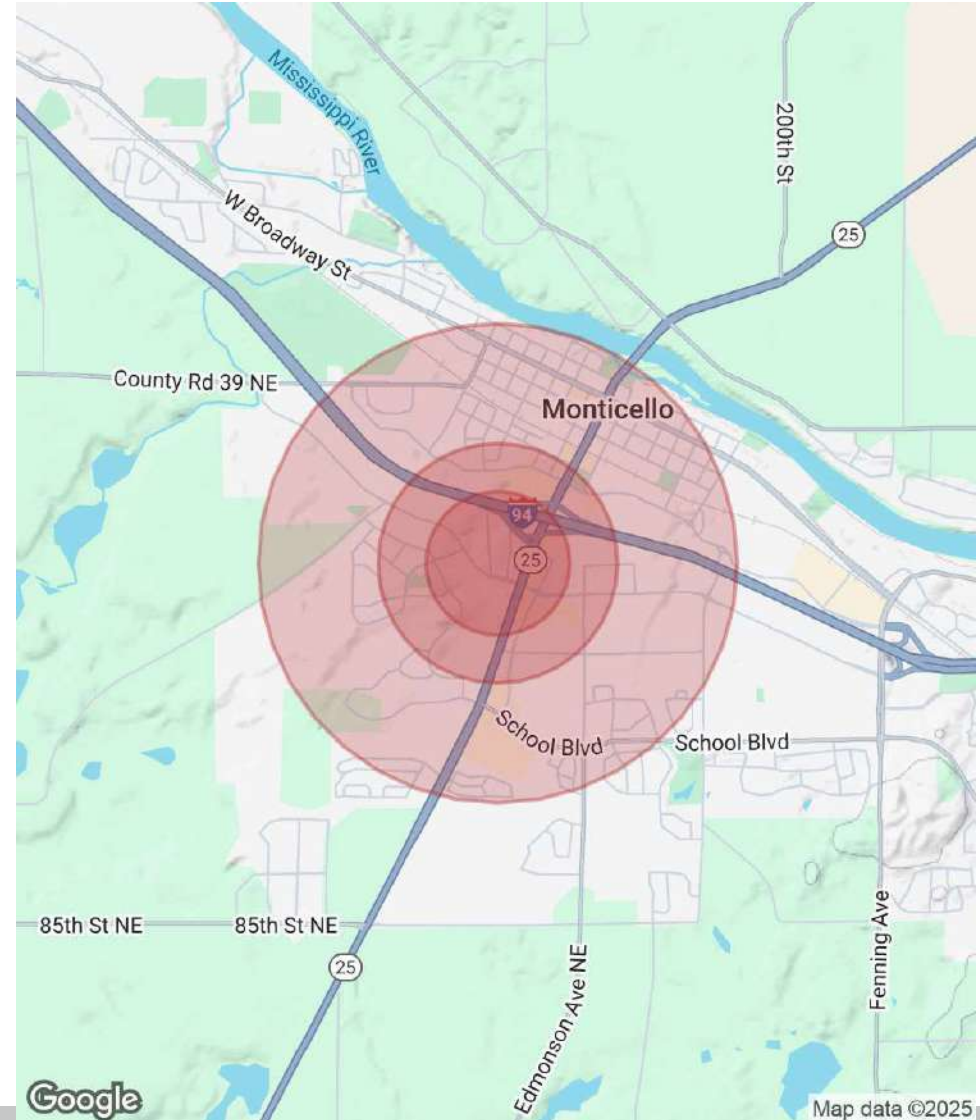 Mississippi River
200th St
25
W Broadway St
County Rd 39 NE
Monticello
94
25
School Blvd
School Blvd
85th St NE
85th St NE
25
Fenning Ave
Edmonson Ave NE
Google
Map data ©2025